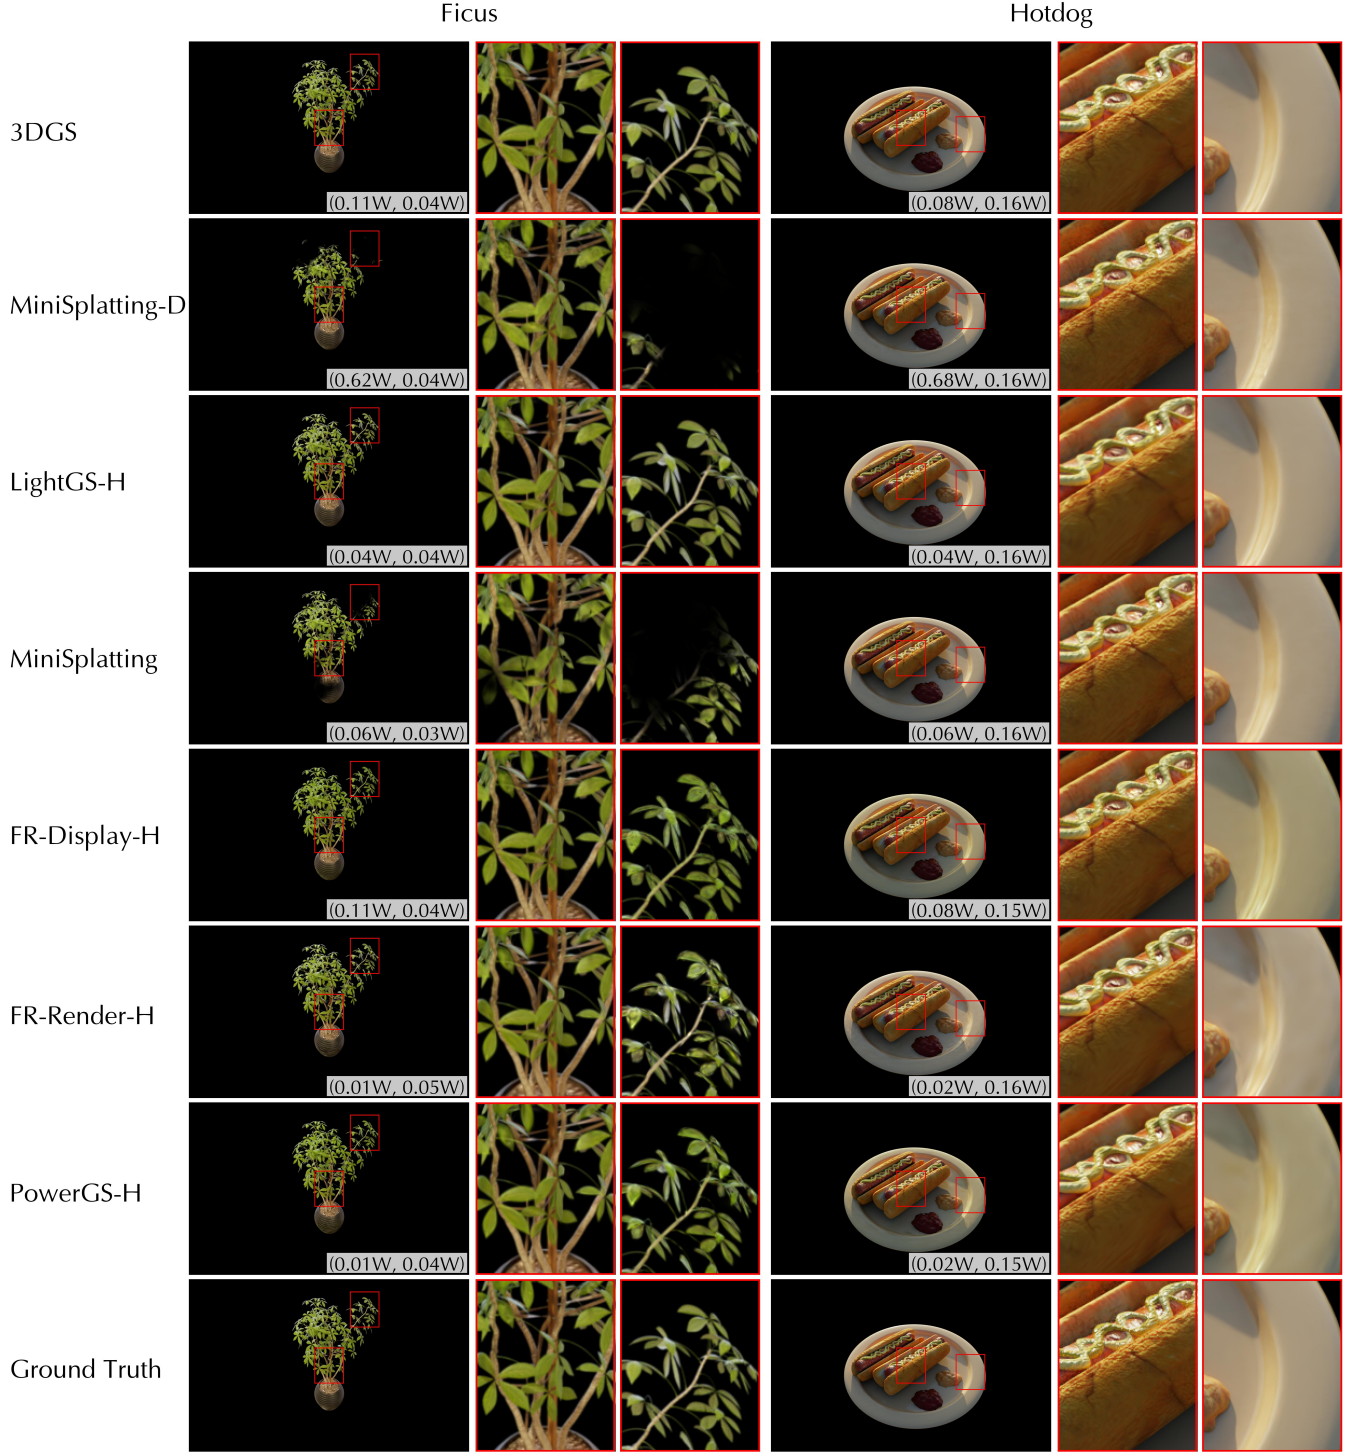 Ficus Hotdog
3DGS (0.11W, 0.04W) (0.08W, 0.16W)
MiniSplatting-D (0.62W, 0.04W) (0.68W, 0.16W)
LightGS-H (0.04W, 0.04W) (0.04W, 0.16W)
MiniSplatting (0.06W, 0.03W) (0.06W, 0.16W)
FR-Display-H (0.11W, 0.04W) (0.08W, 0.15W)
FR-Render-H (0.01W, 0.05W) (0.02W, 0.16W)
PowerGS-H (0.01W, 0.04W) (0.02W, 0.15W)
Ground Truth